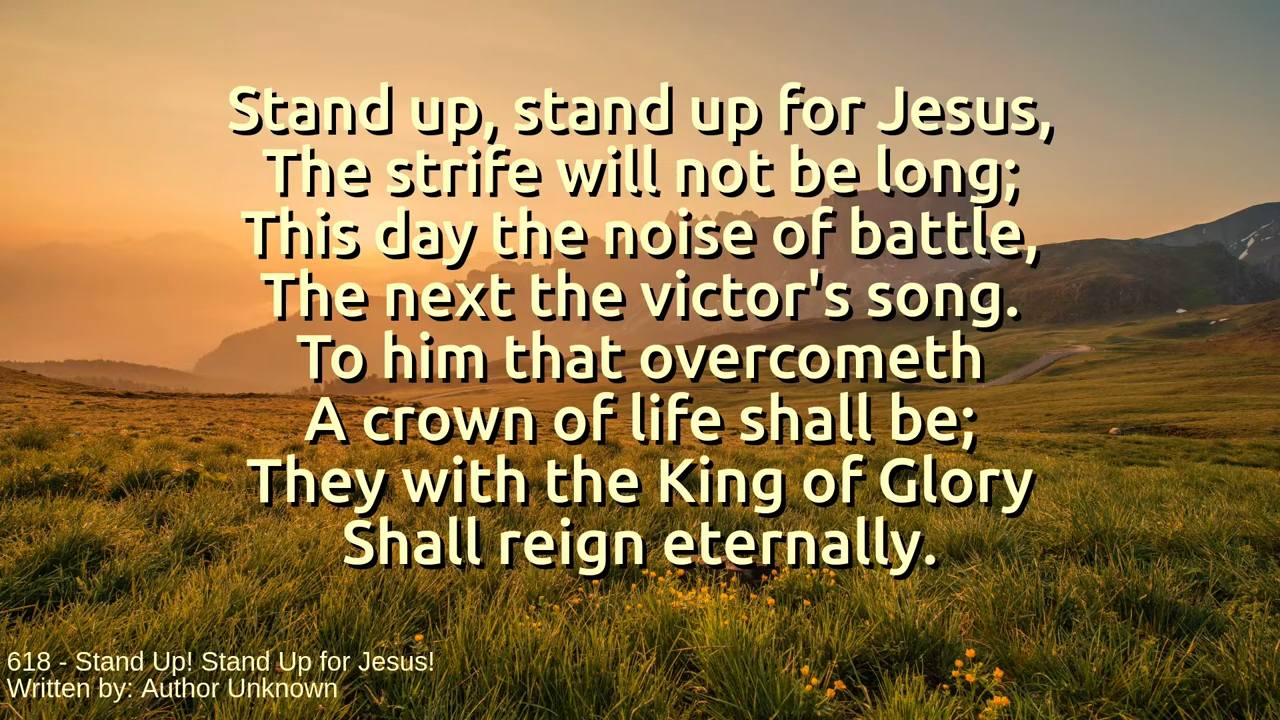 Stand up, stand up for Jesus,
The strife will not be long;
This day the noise of battle,
The next the victor's song.
To him that overcometh
A crown of life shall be;
They with the King of Glory
Shall reign eternally.
618 - Stand Up! Stand Up for Jesus!
Written by: Author Unknown